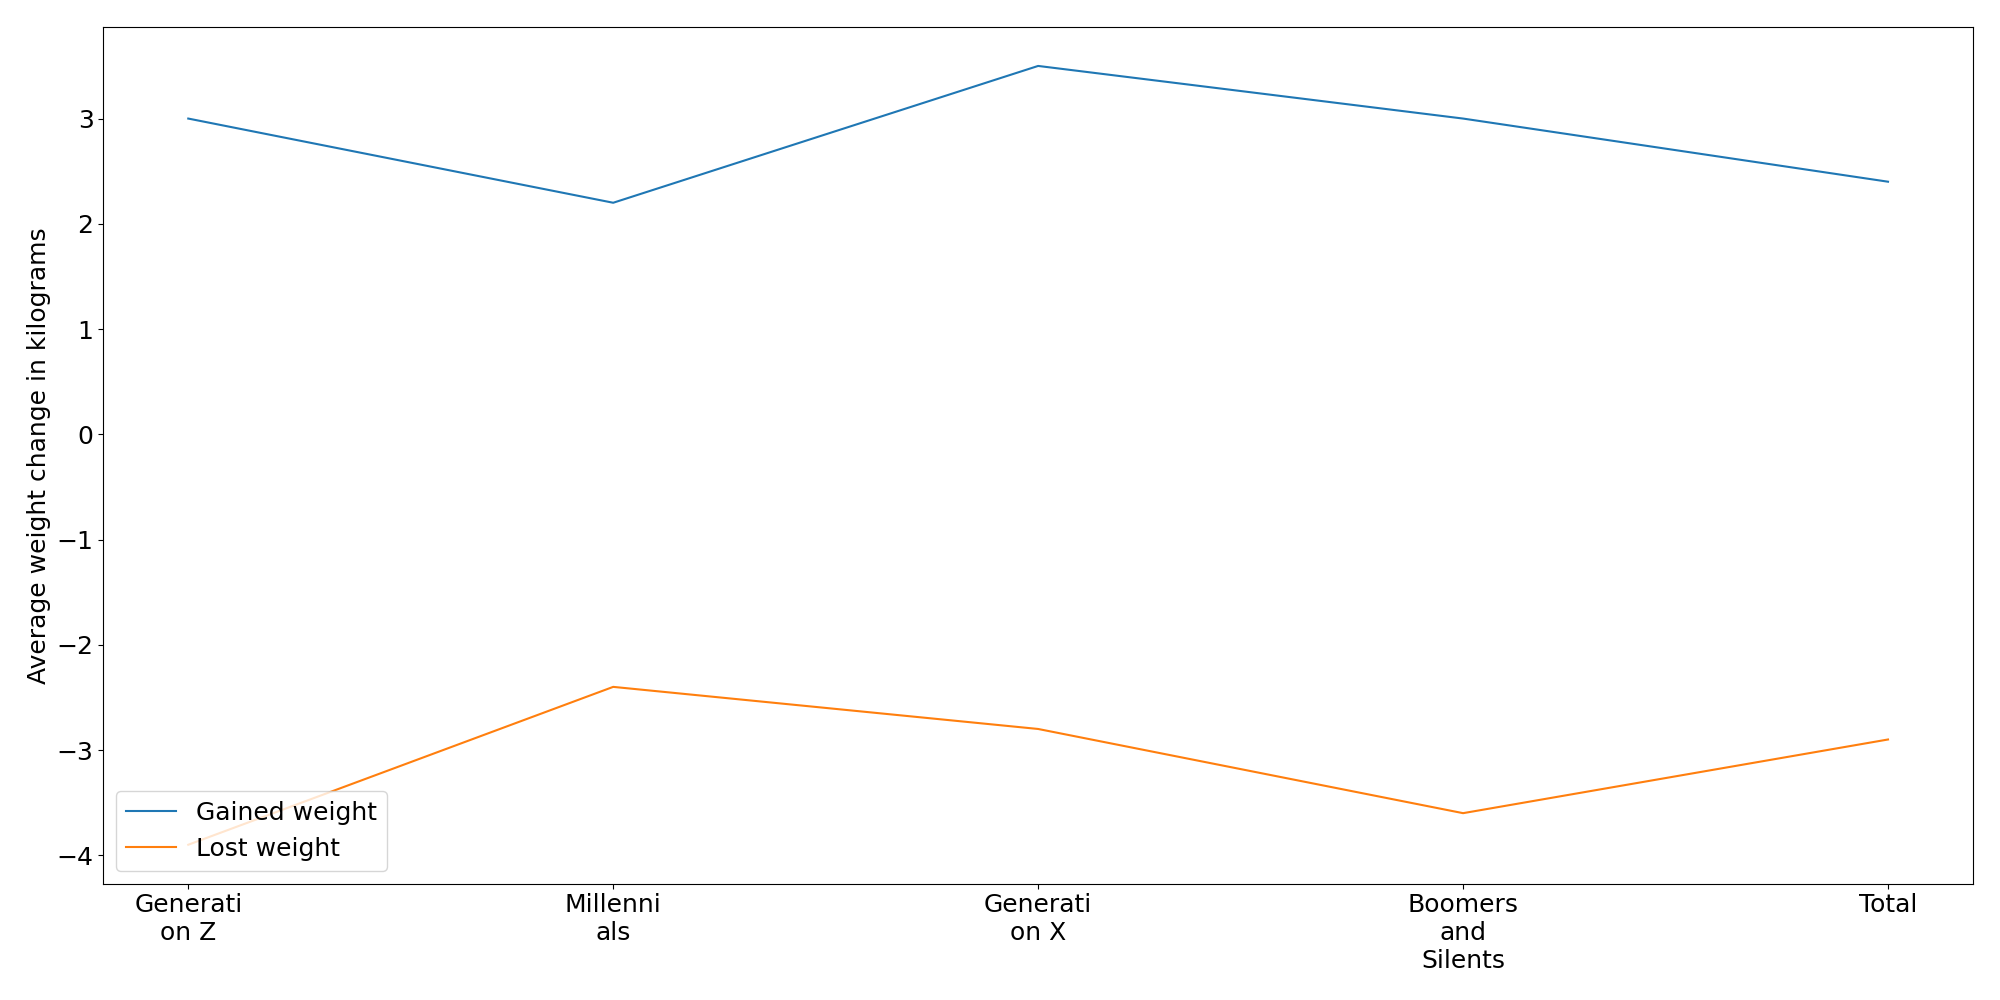 Average weight change in kilograms
3
2
1
0
−1
−2
−3
−4
Gained weight
Lost weight
Generati
on Z
Millenni
als
Generati
on X
Boomers
and
Silents
Total